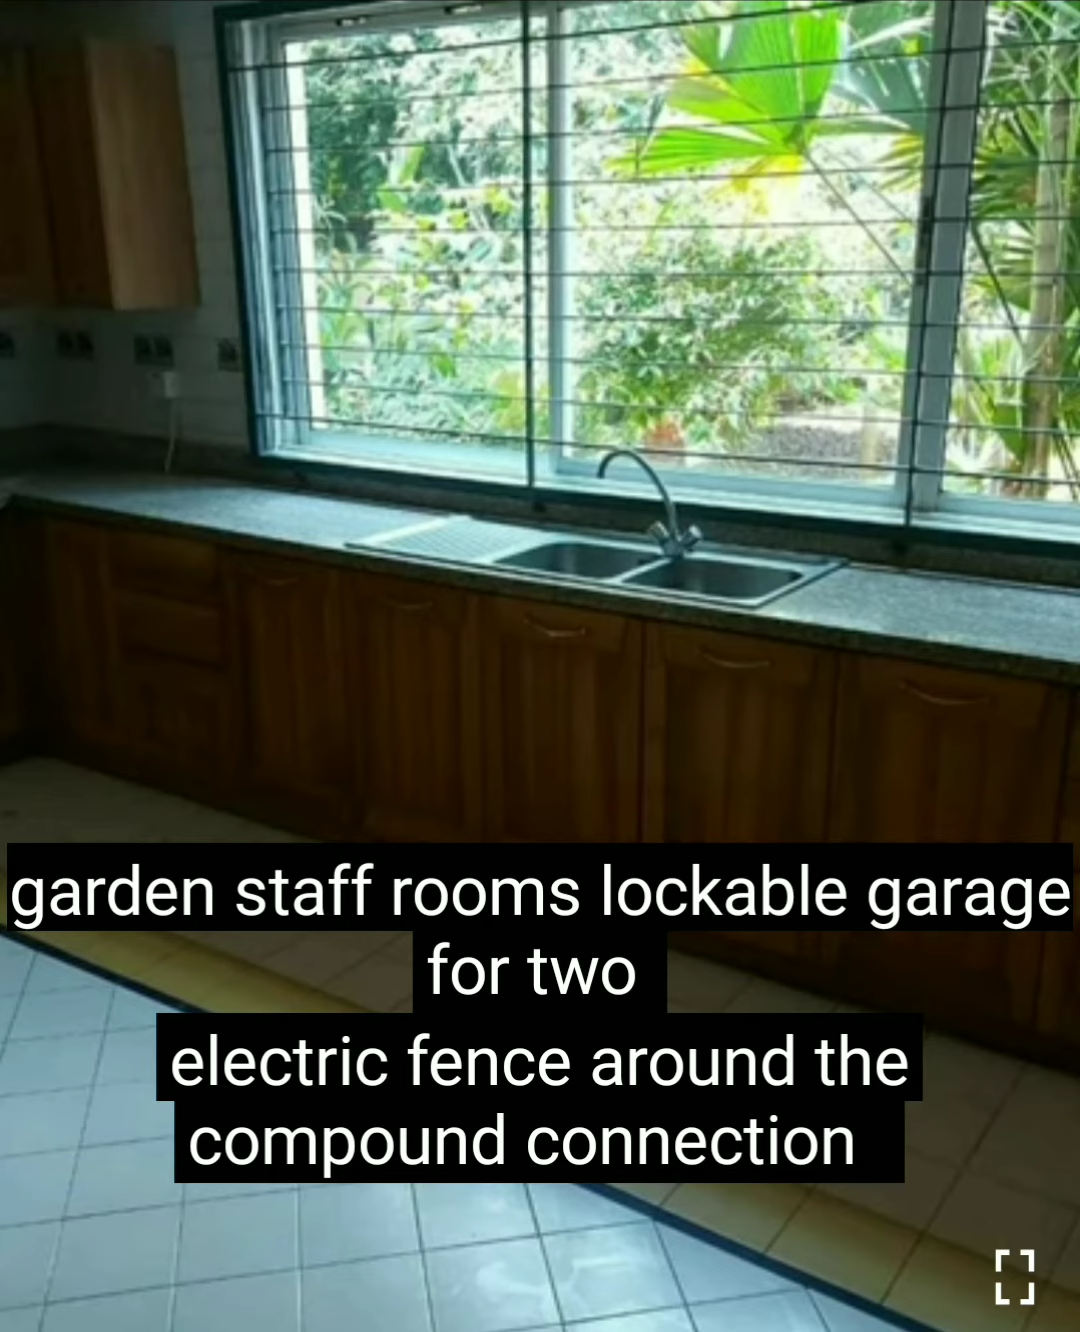 garden staff rooms lockable garage
for two
electric fence around the
compound connection